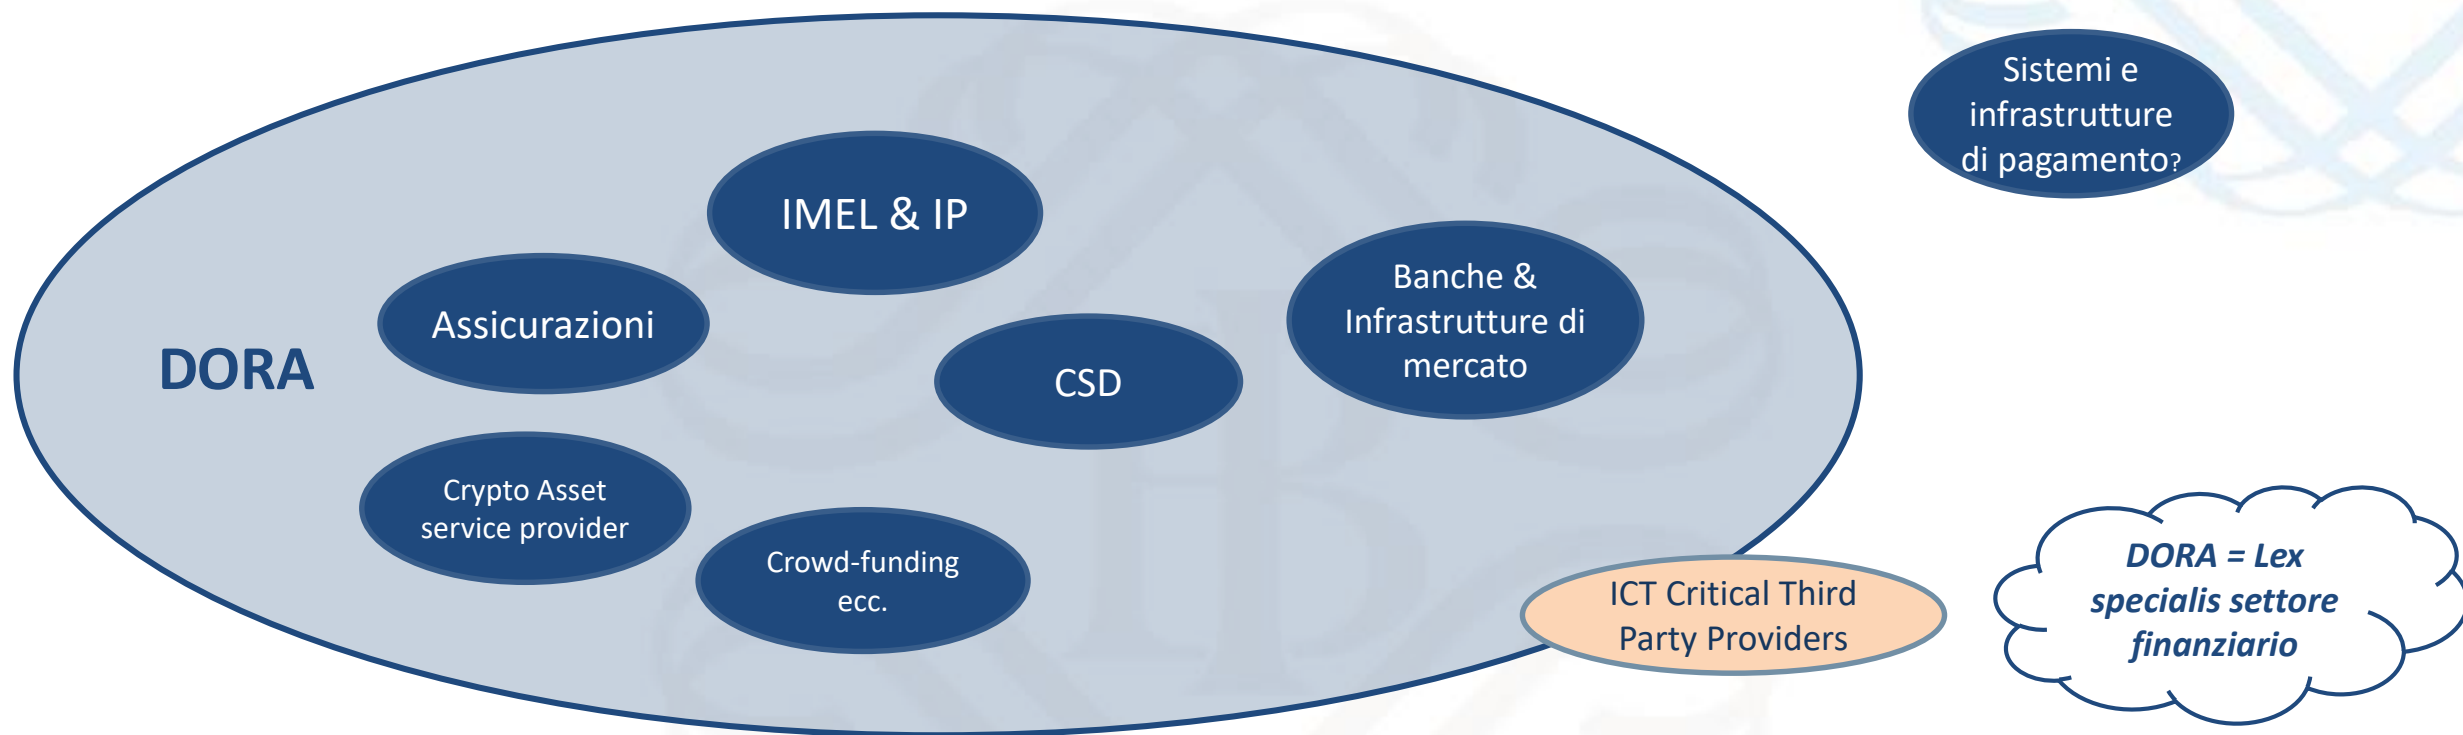 Sistemi e
infrastrutture
di pagamento?
IMEL & IP
Assicurazioni
Banche &
Infrastrutture di
mercato
DORA
CSD
Crypto Asset
service provider
Crowd-funding
ecc.
ICT Critical Third
Party Providers
DORA = Lex
specialis settore
finanziario